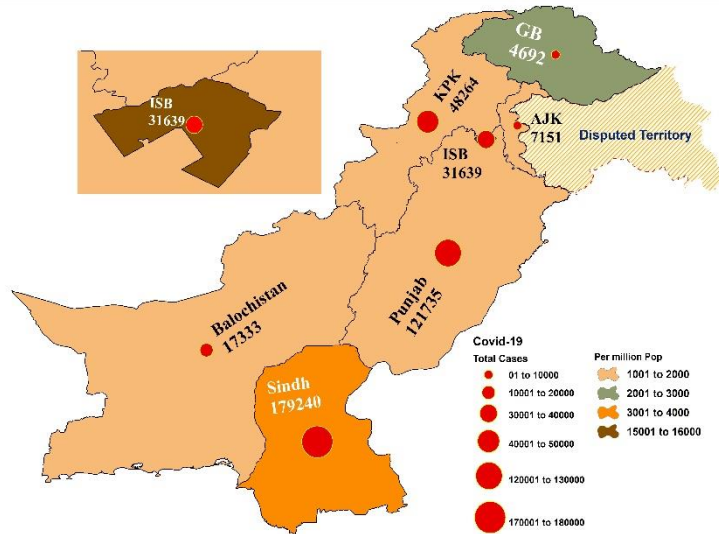 GB
4692
ISB
31639
KPK
48264
AJK
7151
Disputed Territory
ISB
31639
Punjab
121735
Balochistan
17333
Sindh
179240
Covid-19
Total Cases
01 to 10000
10001 to 20000
30001 to 40000
40001 to 50000
120001 to 130000
170001 to 180000
Per million Pop
1001 to 2000
2001 to 3000
3001 to 4000
15001 to 16000